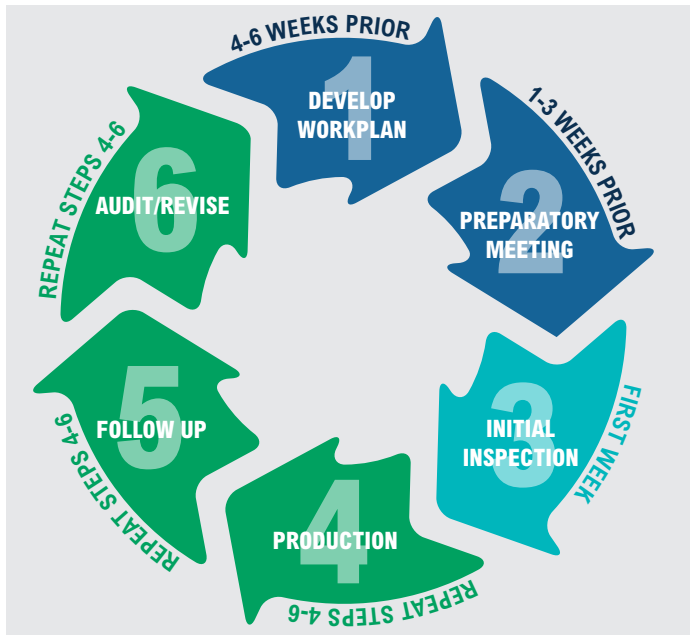 4-6 WEEKS PRIOR
1
DEVELOP
WORKPLAN
1-3 WEEKS PRIOR
2
PREPARATORY
MEETING
FIRST WEEK
3
INITIAL
INSPECTION
4
PRODUCTION
REPEAT STEPS 4-6
5
FOLLOW UP
REPEAT STEPS 4-6
6
AUDIT/REVISE
REPEAT STEPS 4-6